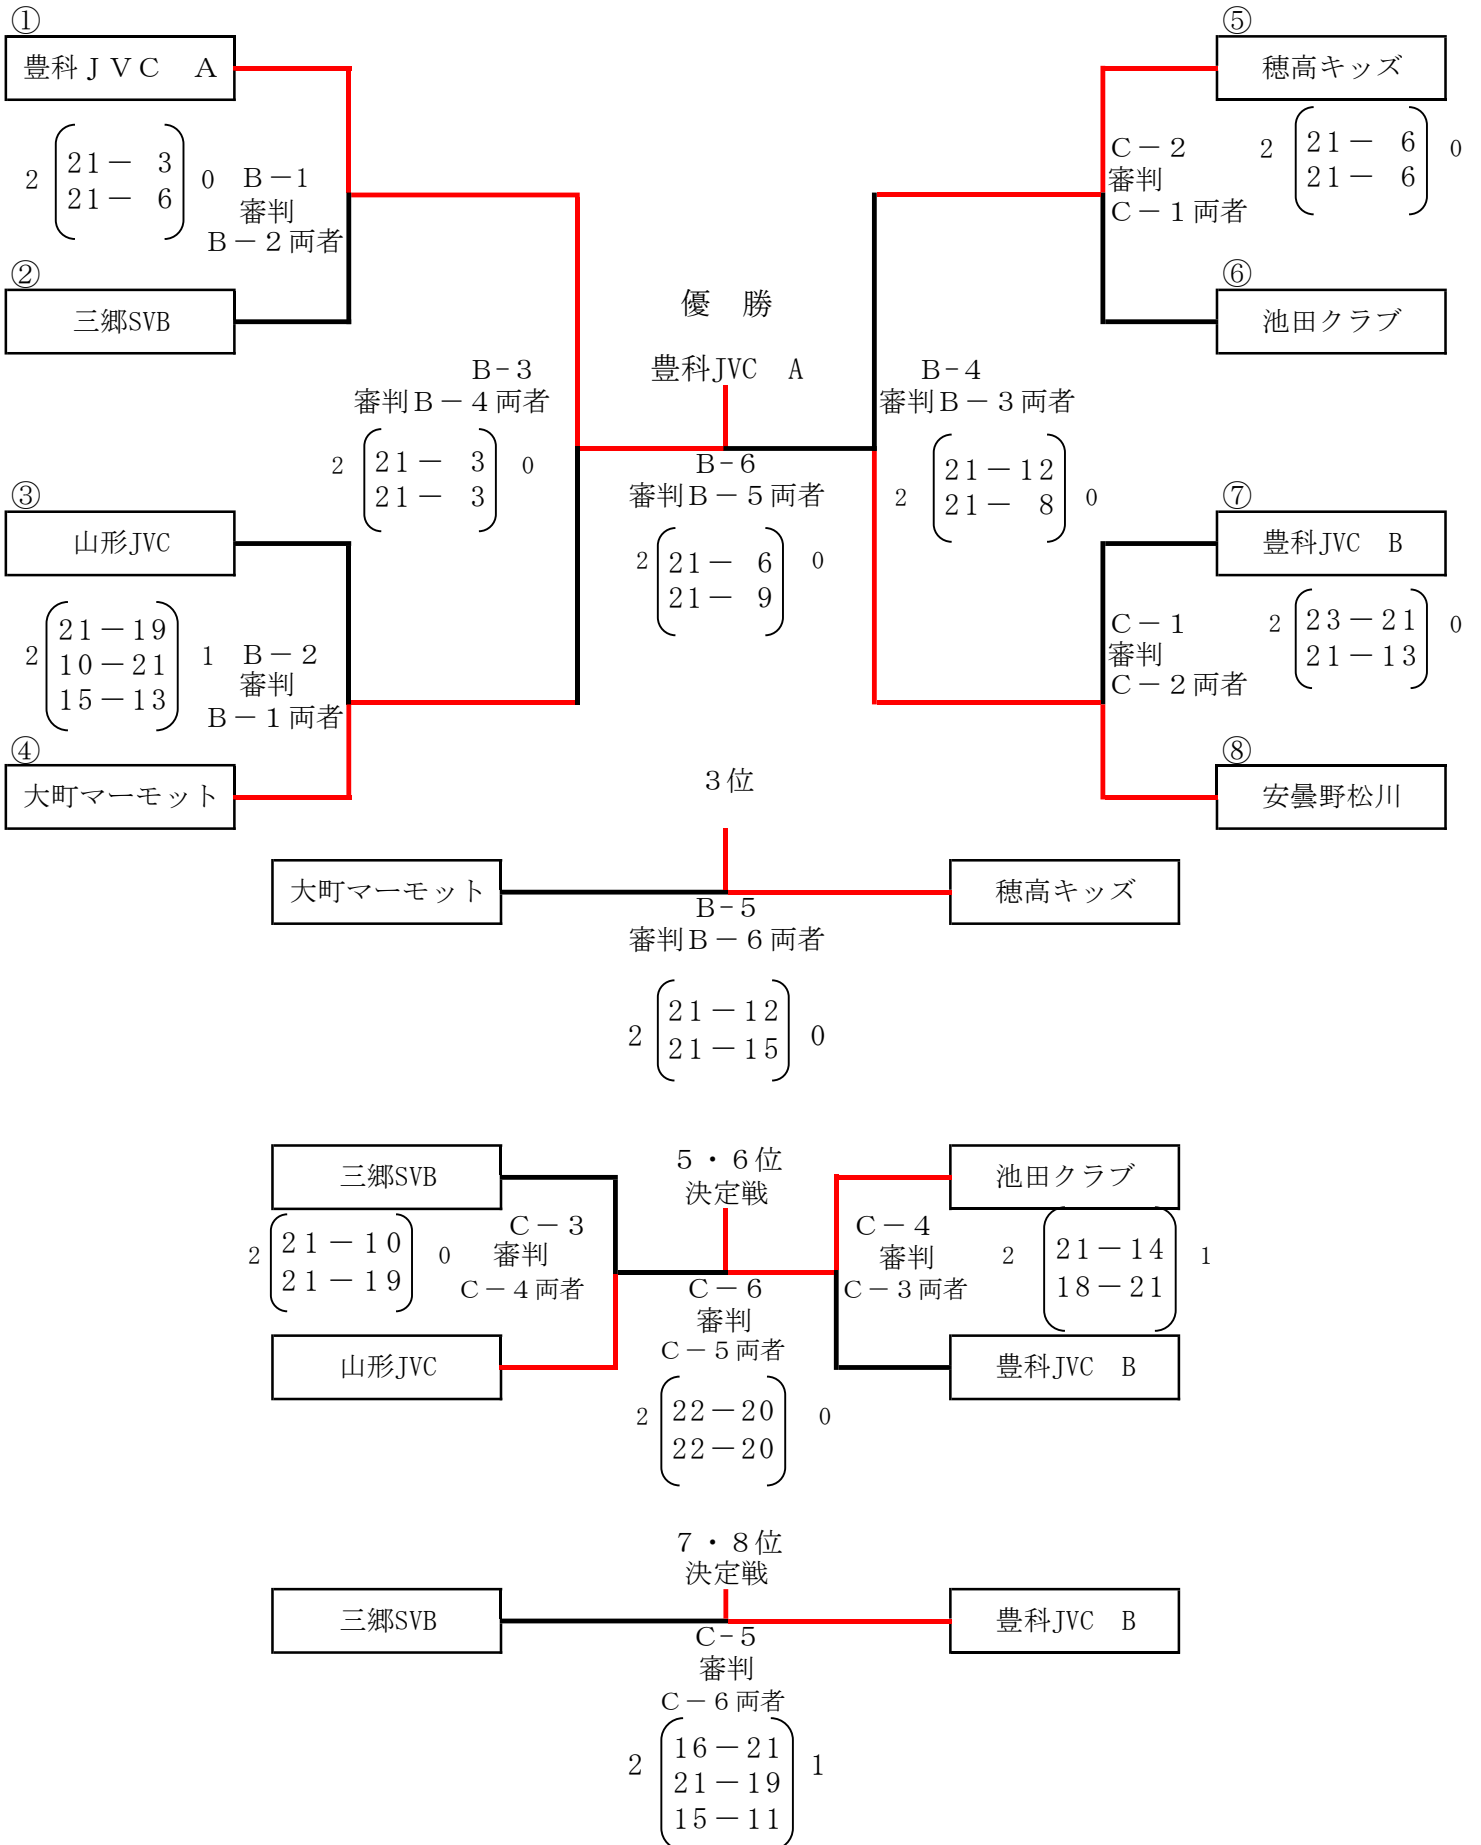 ①
豊科ＪＶＣ　Ａ
2
21－ 3
21－ 6
0
Ｂ－1
審判
Ｂ－２両者
②
三郷SVB
③
山形JVC
2
21－19
10－21
15－13
1
Ｂ－２
審判
Ｂ－１両者
④
大町マーモット
Ｂ-３
審判Ｂ－４両者
2
21－ 3
21－ 3
0
優　勝
豊科JVC　A
Ｂ-６
審判Ｂ－５両者
2
21－ 6
21－ 9
0
Ｂ-４
審判Ｂ－３両者
2
21－12
21－ 8
0
⑤
穂高キッズ
Ｃ－２
審判
Ｃ－１両者
2
21－ 6
21－ 6
0
⑥
池田クラブ
⑦
豊科JVC　B
Ｃ－１
審判
Ｃ－２両者
2
23－21
21－13
0
⑧
安曇野松川
３位
大町マーモット
穂高キッズ
Ｂ-５
審判Ｂ－６両者
2
21－12
21－15
0
５・６位
決定戦
三郷SVB
2
21－10
21－19
0
Ｃ－３
審判
Ｃ－４両者
山形JVC
Ｃ－６
審判
Ｃ－５両者
2
22－20
22－20
0
池田クラブ
Ｃ－４
審判
Ｃ－３両者
2
21－14
18－21
1
豊科JVC　B
７・８位
決定戦
三郷SVB
豊科JVC　B
Ｃ-５
審判
Ｃ－６両者
2
16－21
21－19
15－11
1